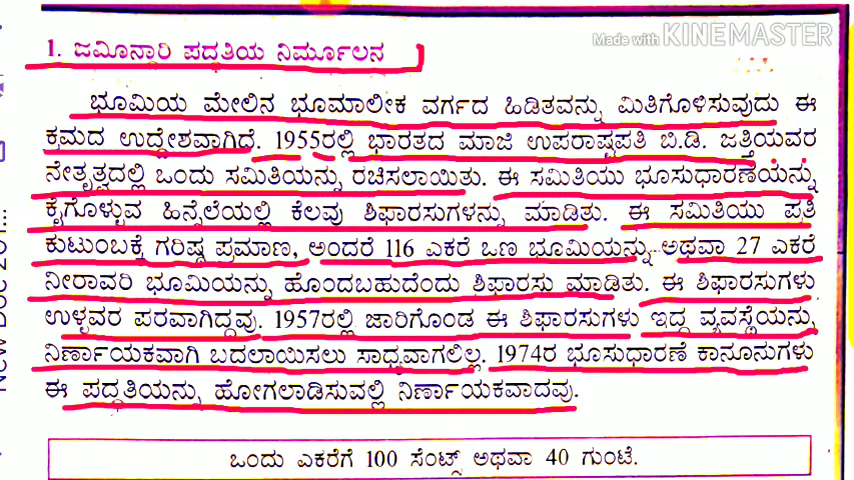 Made with KINEMASTER
1. ಜಮೀನ್ದಾರಿ ಪದ್ಧತಿಯ ನಿರ್ಮೂಲನ
ಭೂಮಿಯ ಮೇಲಿನ ಭೂಮಾಲೀಕ ವರ್ಗದ ಹಿಡಿತವನ್ನು ಮಿತಿಗೊಳಿಸುವುದು ಈ
ಕ್ರಮದ ಉದ್ದೇಶವಾಗಿದೆ. 1955ರಲ್ಲಿ ಭಾರತದ ಮಾಜಿ ಉಪರಾಷ್ಟ್ರಪತಿ ಬಿ.ಡಿ. ಜತ್ತಿಯವರ
ನೇತೃತ್ವದಲ್ಲಿ ಒಂದು ಸಮಿತಿಯನ್ನು ರಚಿಸಲಾಯಿತು. ಈ ಸಮಿತಿಯು ಭೂಸುಧಾರಣೆಯನ್ನು
ಕೈಗೊಳ್ಳುವ ಹಿನ್ನೆಲೆಯಲ್ಲಿ ಕೆಲವು ಶಿಫಾರಸುಗಳನ್ನು ಮಾಡಿತು. ಈ ಸಮಿತಿಯು ಪ್ರತಿ
ಕುಟುಂಬಕ್ಕೆ ಗರಿಷ್ಠ ಪ್ರಮಾಣ, ಅಂದರೆ 116 ಎಕರೆ ಒಣ ಭೂಮಿಯನ್ನು ಅಥವಾ 27 ಎಕರೆ
ನೀರಾವರಿ ಭೂಮಿಯನ್ನು ಹೊಂದಬಹುದೆಂದು ಶಿಫಾರಸು ಮಾಡಿತು. ಈ ಶಿಫಾರಸುಗಳು
ಉಳ್ಳವರ ಪರವಾಗಿದ್ದವು. 1957ರಲ್ಲಿ ಜಾರಿಗೊಂಡ ಈ ಶಿಫಾರಸುಗಳು ಇದ್ದ ವ್ಯವಸ್ಥೆಯನ್ನು
ನಿರ್ಣಾಯಕವಾಗಿ ಬದಲಾಯಿಸಲು ಸಾಧ್ಯವಾಗಲಿಲ್ಲ. 1974ರ ಭೂಸುಧಾರಣೆ ಕಾನೂನುಗಳು
ಈ ಪದ್ಧತಿಯನ್ನು ಹೋಗಲಾಡಿಸುವಲ್ಲಿ ನಿರ್ಣಾಯಕವಾದವು.
ಒಂದು ಎಕರೆಗೆ 100 ಸೆಂಟ್ಸ್ ಅಥವಾ 40 ಗುಂಟೆ.